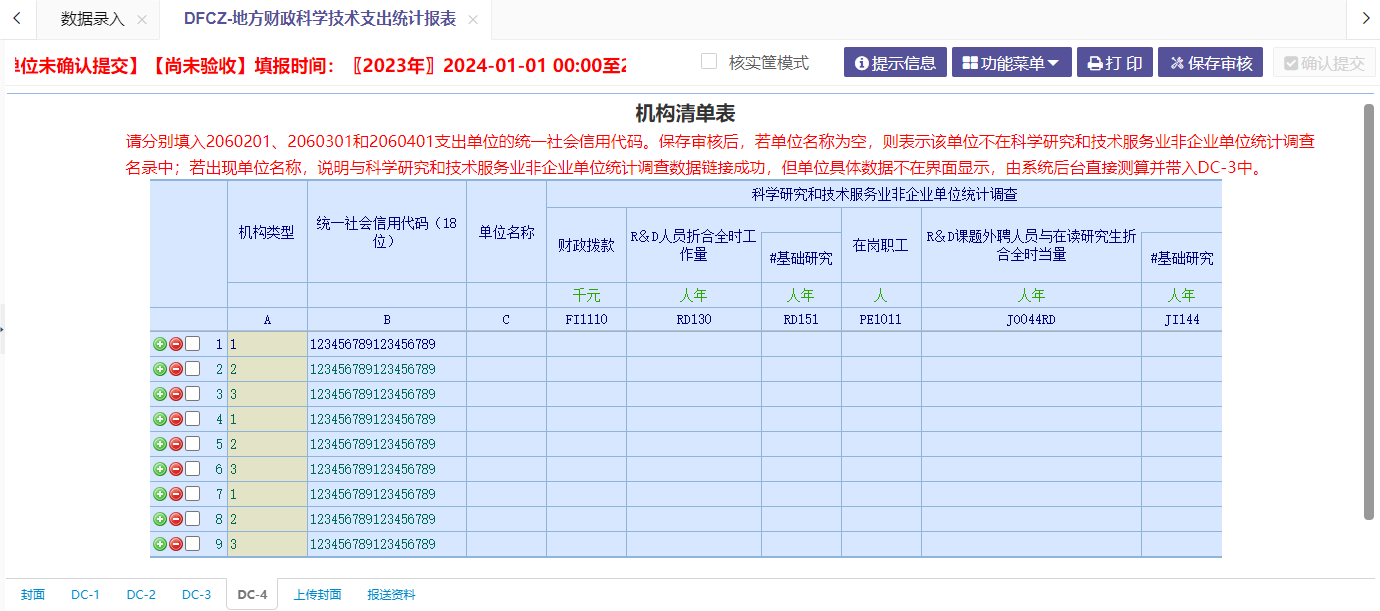 数据录入
DFCZ-地方财政科学技术支出统计报表
位未确认提交】【尚未验收】填报时间：〖2023年〗2024-01-01 00:00至2
核实筐模式
提示信息
功能菜单
打 印
保存审核
确认提交
机构清单表
请分别填入2060201、2060301和2060401支出单位的统一社会信用代码。保存审核后，若单位名称为空，则表示该单位不在科学研究和技术服务业非企业单位统计调查
名录中；若出现单位名称，说明与科学研究和技术服务业非企业单位统计调查数据链接成功，但单位具体数据不在界面显示，由系统后台直接测算并带入DC-3中。
科学研究和技术服务业非企业单位统计调查
机构类型
统一社会信用代码（18
位）
单位名称
财政拨款
R&D人员折合全时工
作量
#基础研究
在岗职工
R&D课题外聘人员与在读研究生折
合全时当量
#基础研究
千元 人年 人年 人 人年 人年
A B C FI1110 RD130 RD151 PE1011 JO044RD JI144
1 1 123456789123456789
2 2 123456789123456789
3 3 123456789123456789
4 1 123456789123456789
5 2 123456789123456789
6 3 123456789123456789
7 1 123456789123456789
8 2 123456789123456789
9 3 123456789123456789
封面 DC-1 DC-2 DC-3 DC-4 上传封面 报送资料